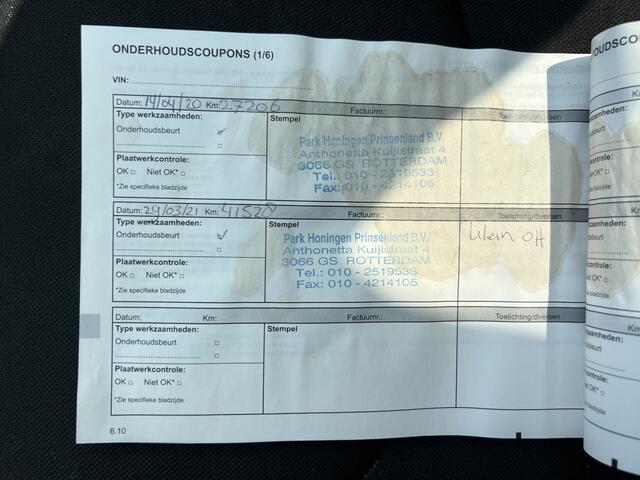 ONDERHOUDSCOUPONS (1/6)
VIN:
Datum: 14/04/20 Km: 27206 Factuurnr.: Toelichting/diversen
Type werkzaamheden: Stempel
Onderhoudsbeurt
Park Honingen Prinsenland B.V.
Anthonetta Kuijlstraat 4
3066 GS ROTTERDAM
Tel.: 010 - 2519533
Fax: 010 - 4214105
Plaatwerkcontrole:
OK Niet OK*
*Zie specifieke bladzijde
Datum: 29/03/21 Km: 41528 Factuurnr.: Toelichting/diversen
Type werkzaamheden: Stempel
Onderhoudsbeurt
Park Honingen Prinsenland B.V.
Anthonetta Kuijlstraat 4
3066 GS ROTTERDAM
Tel.: 010 - 2519533
Fax: 010 - 4214105
Klein OH
Plaatwerkcontrole:
OK Niet OK*
*Zie specifieke bladzijde
Datum: Km: Factuurnr.: Toelichting/diversen
Type werkzaamheden: Stempel
Onderhoudsbeurt
Plaatwerkcontrole:
OK Niet OK*
*Zie specifieke bladzijde
6.10